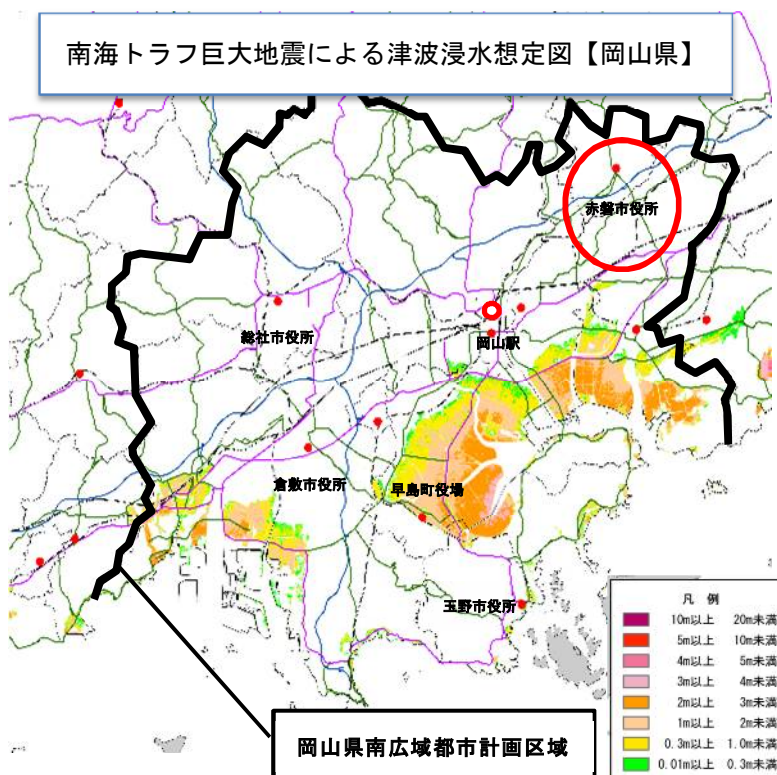 南海トラフ巨大地震による津波浸水想定図【岡山県】
赤磐市役所
総社市役所
岡山駅
倉敷市役所
早島町役場
玉野市役所
岡山県南広域都市計画区域
凡 例
10m以上 20m未満
5m以上 10m未満
4m以上 5m未満
3m以上 4m未満
2m以上 3m未満
1m以上 2m未満
0.3m以上 1.0m未満
0.01m以上 0.3m未満